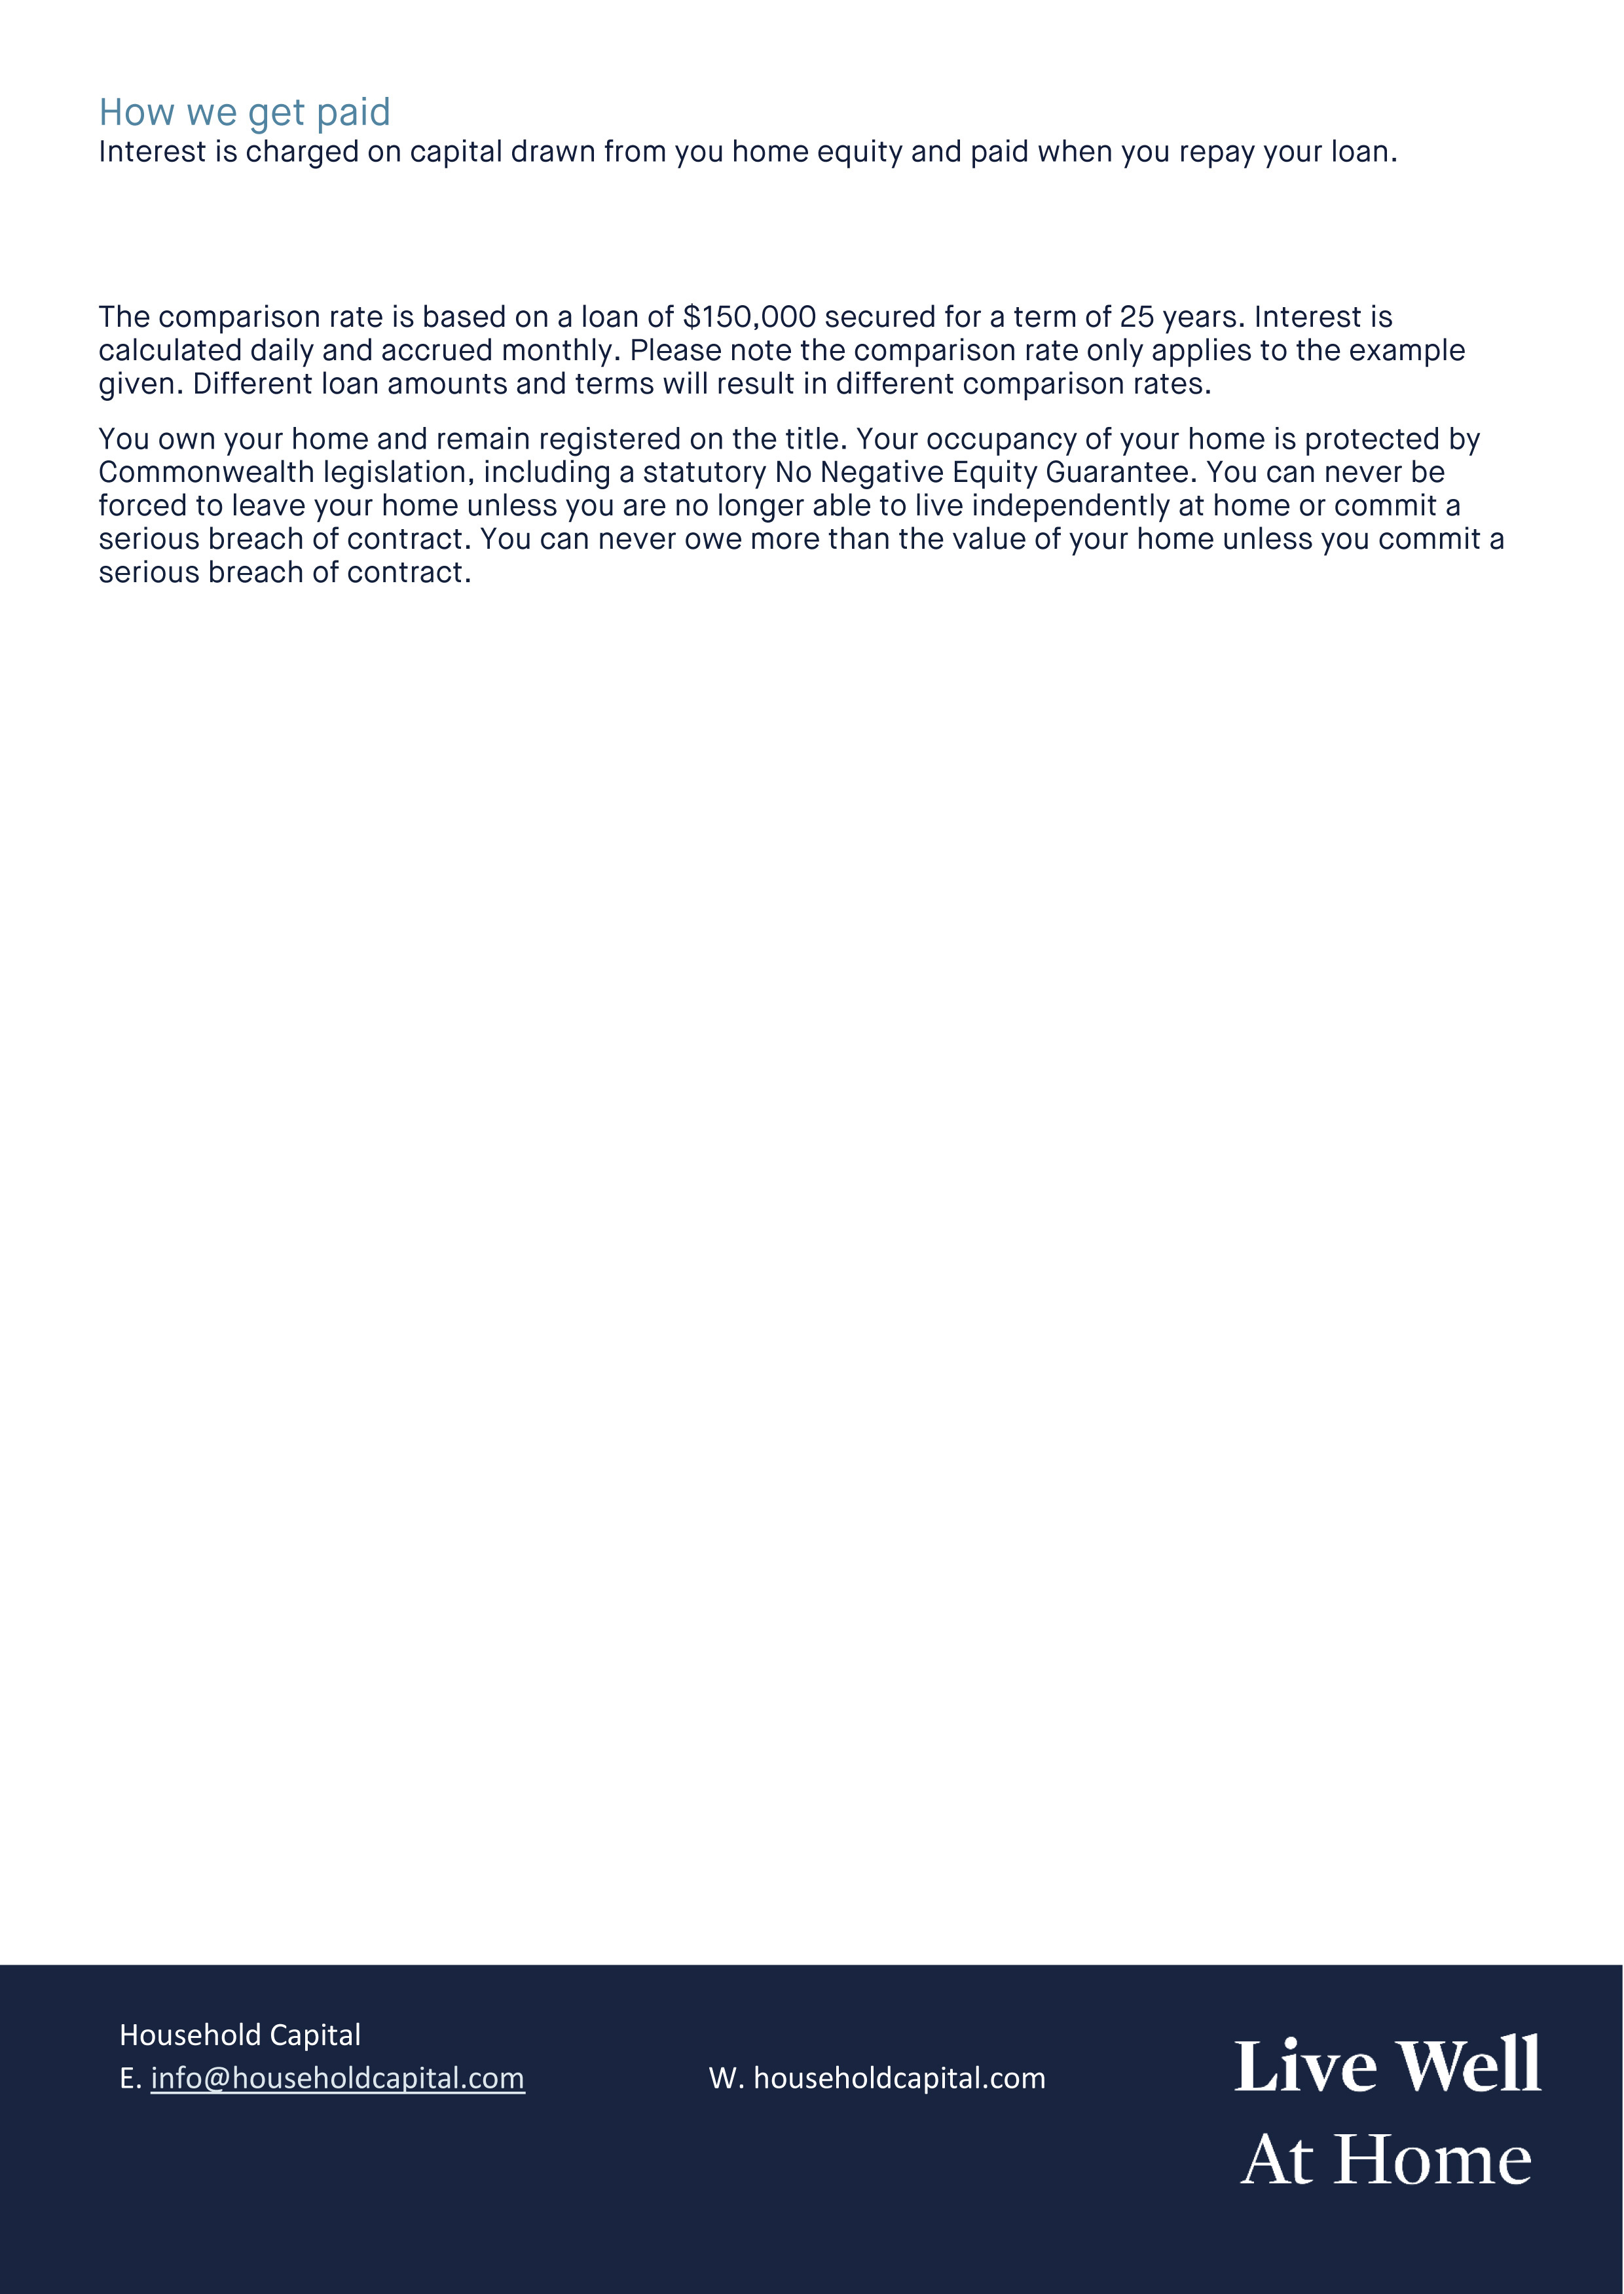 How we get paid
Interest is charged on capital drawn from you home equity and paid when you repay your loan.
The comparison rate is based on a loan of $150,000 secured for a term of 25 years. Interest is
calculated daily and accrued monthly. Please note the comparison rate only applies to the example
given. Different loan amounts and terms will result in different comparison rates.
You own your home and remain registered on the title. Your occupancy of your home is protected by
Commonwealth legislation, including a statutory No Negative Equity Guarantee. You can never be
forced to leave your home unless you are no longer able to live independently at home or commit a
serious breach of contract. You can never owe more than the value of your home unless you commit a
serious breach of contract.
Household Capital
E. info@householdcapital.com
W. householdcapital.com
Live Well
At Home